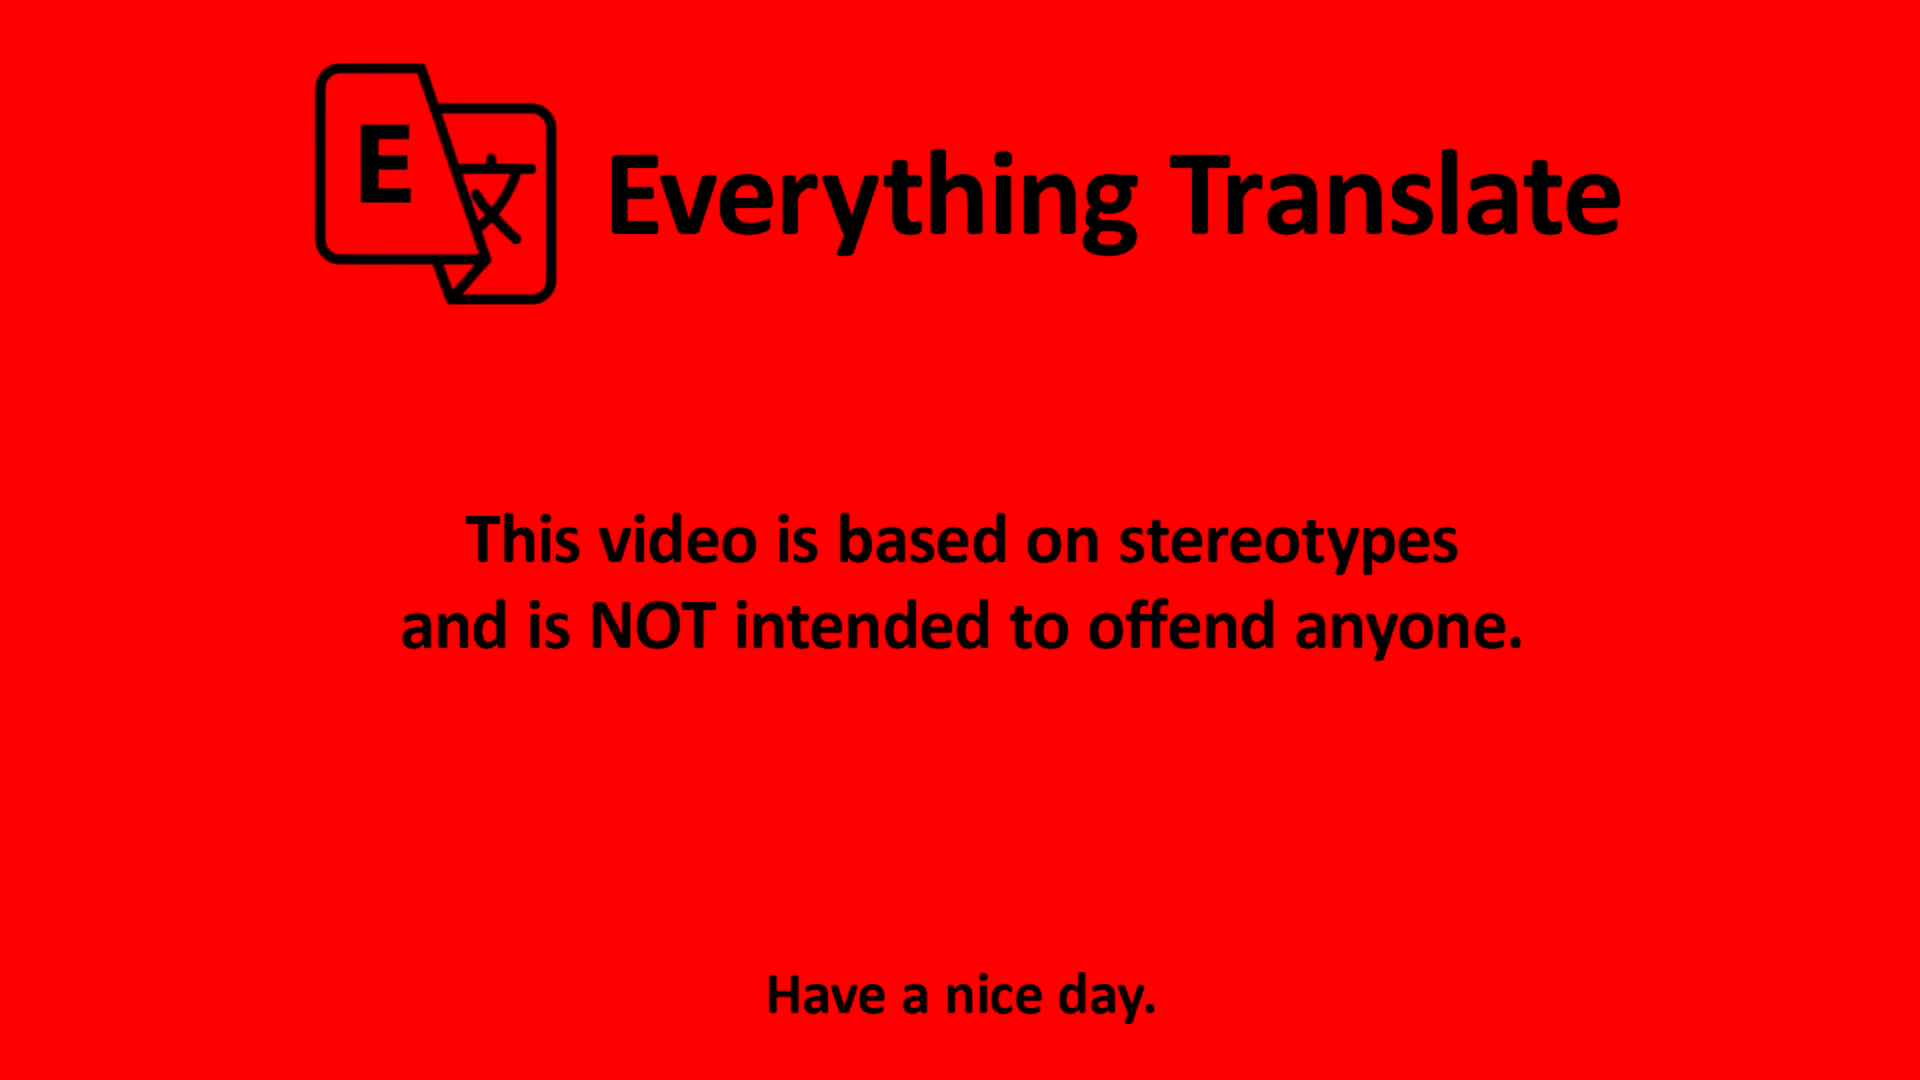 E文
Everything Translate
This video is based on stereotypes
and is NOT intended to offend anyone.
Have a nice day.